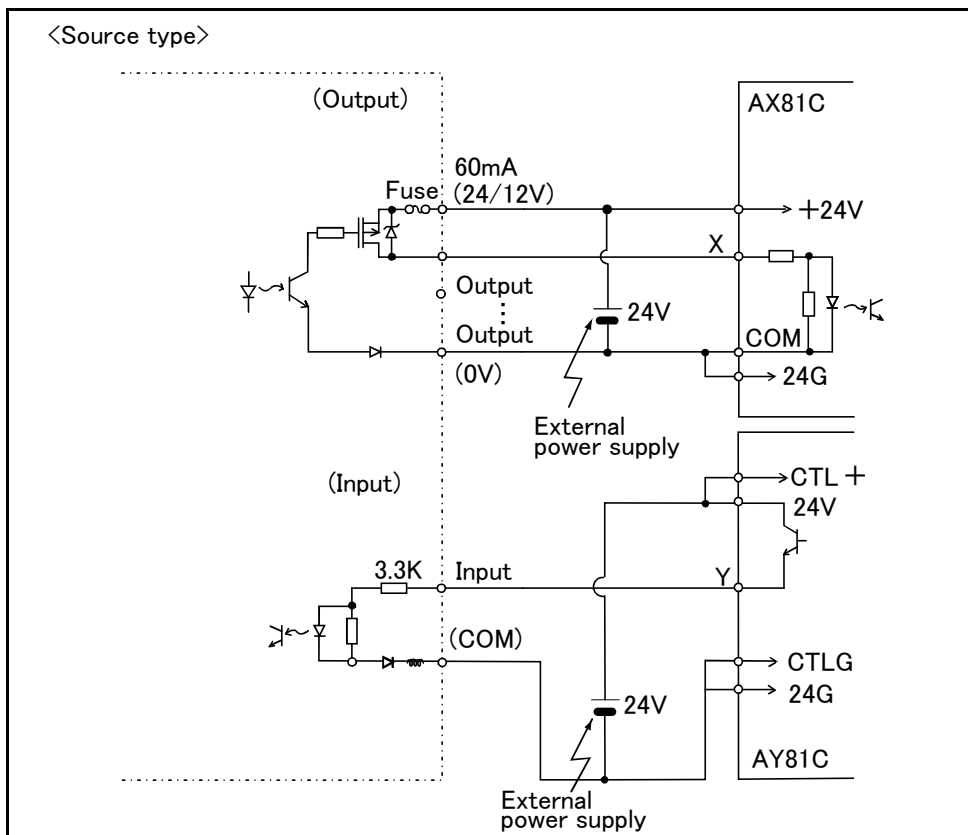 <Source type>
(Output)
AX81C
60mA
(24/12V)
Fuse
+24V
X
Output
Output
24V
COM
(0V)
24G
External
power supply
(Input)
CTL +
24V
3.3K
Input
Y
(COM)
CTLG
24G
24V
AY81C
External
power supply